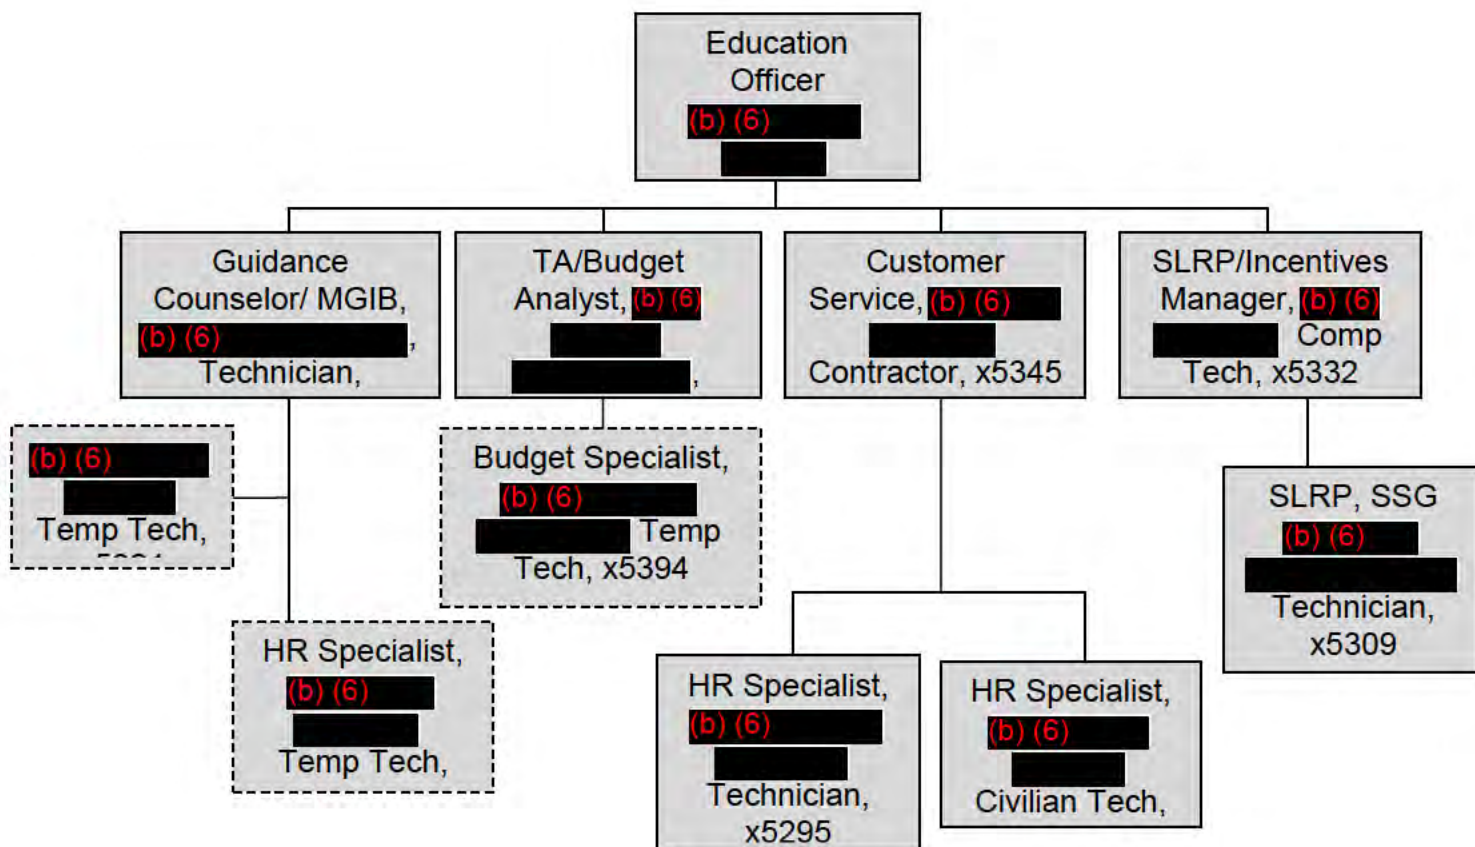 Education
Officer
(b) (6)
Guidance
Counselor/ MGIB,
(b) (6) ,
Technician,
TA/Budget
Analyst, (b) (6)
,
Customer
Service, (b) (6)
Contractor, x5345
SLRP/Incentives
Manager, (b) (6)
Comp
Tech, x5332
(b) (6)
Temp Tech,
Budget Specialist,
(b) (6)
Temp
Tech, x5394
SLRP, SSG
(b) (6)
Technician,
x5309
HR Specialist,
(b) (6)
Temp Tech,
HR Specialist,
(b) (6)
Technician,
x5295
HR Specialist,
(b) (6)
Civilian Tech,